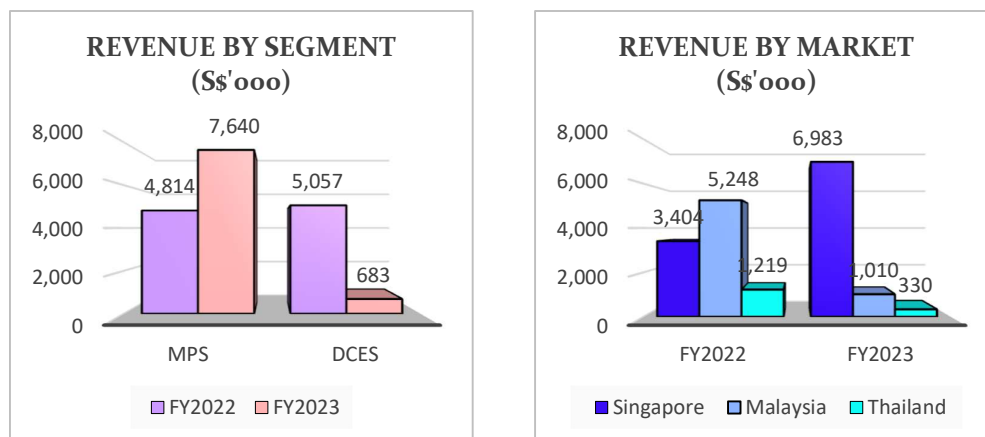 REVENUE BY SEGMENT
(S$'000)
8,000
6,000
4,000
2,000
0
4,814
7,640
5,057
683
MPS
DCES
FY2022
FY2023
REVENUE BY MARKET
(S$'000)
8,000
6,000
4,000
2,000
0
3,404
5,248
1,219
6,983
1,010
330
FY2022
FY2023
Singapore
Malaysia
Thailand